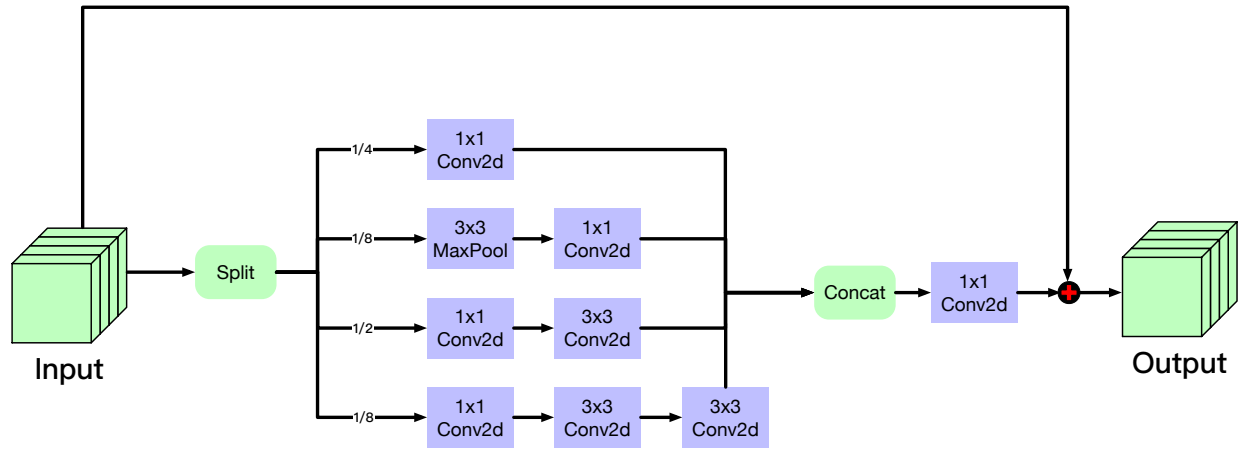 1/4
1x1
Conv2d
1/8
3x3
MaxPool
1x1
Conv2d
Input
Split
1/2
1x1
Conv2d
3x3
Conv2d
1/8
1x1
Conv2d
3x3
Conv2d
3x3
Conv2d
Concat
1x1
Conv2d
Output